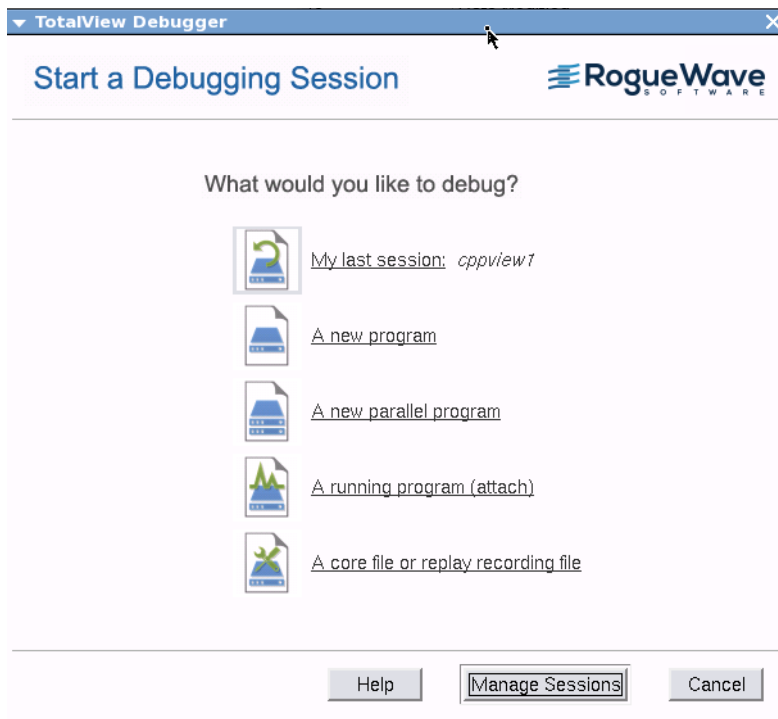 TotalView Debugger
Start a Debugging Session
RogueWave
SOFTWARE
What would you like to debug?
My last session: cppview1
A new program
A new parallel program
A running program (attach)
A core file or replay recording file
Help Manage Sessions Cancel